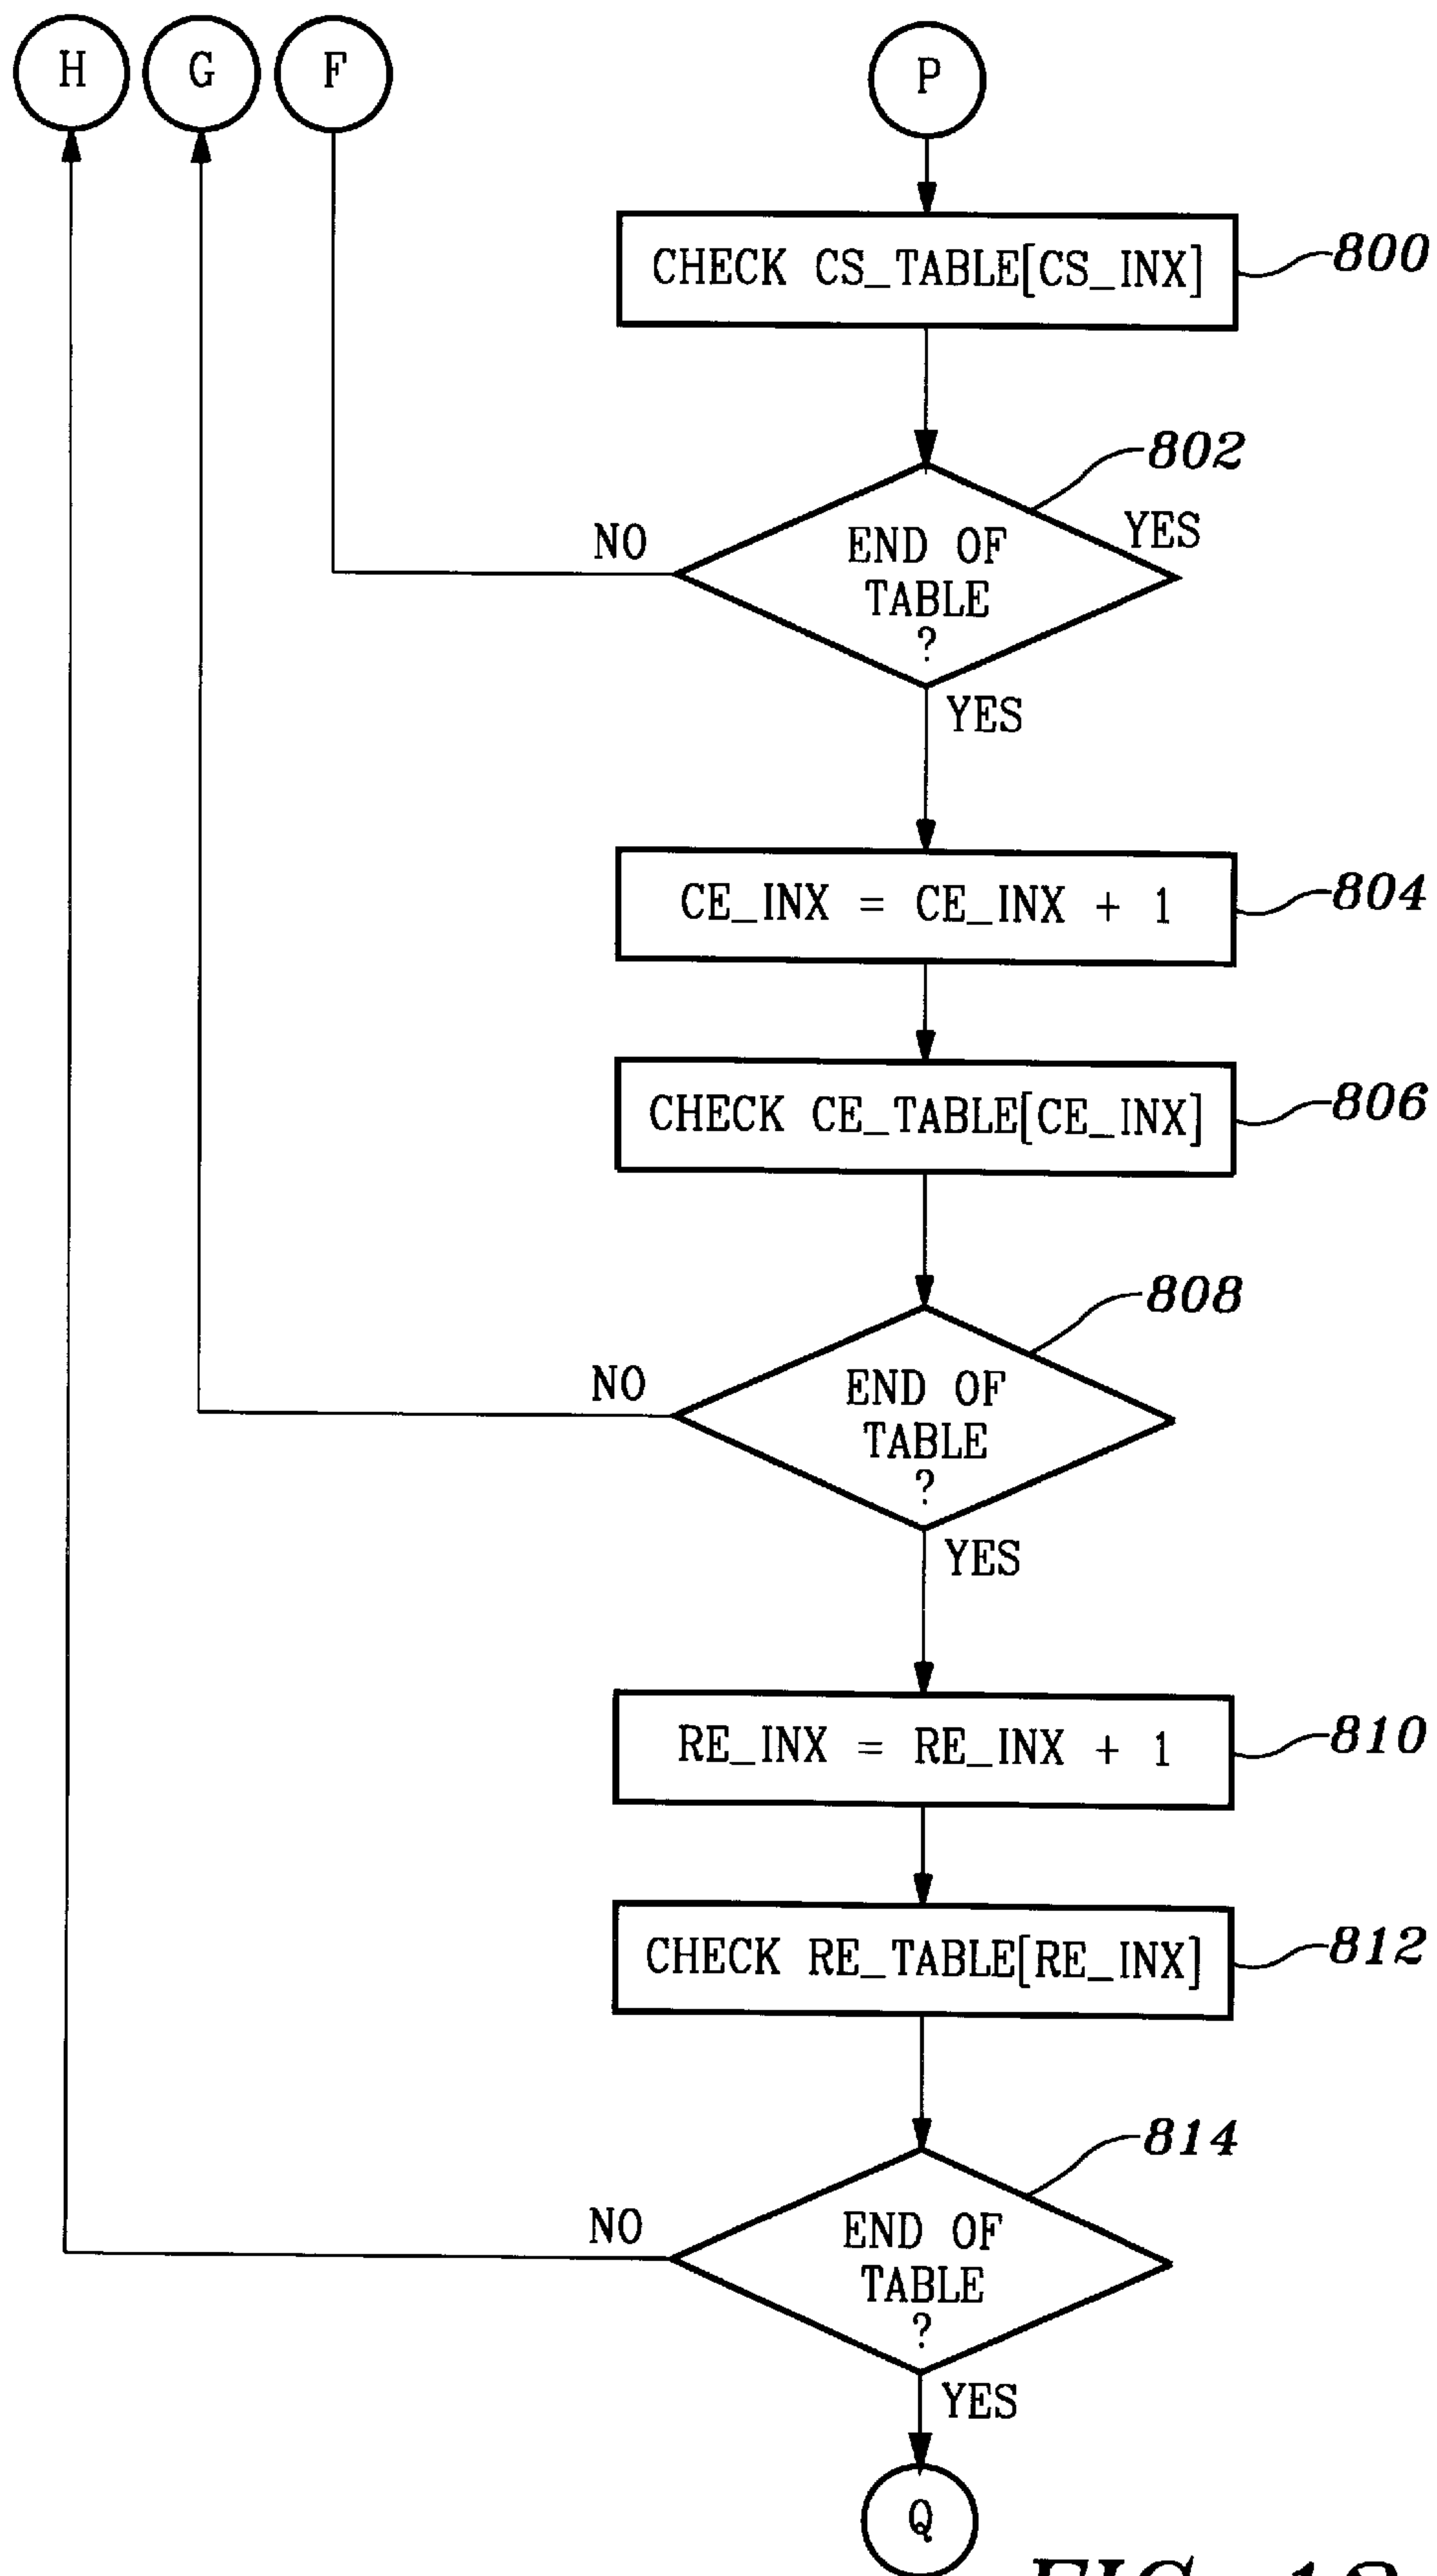 H G F P
CHECK CS_TABLE[CS_INX] 800
802
NO
END OF
TABLE
?
YES
YES
CE_INX = CE_INX + 1 804
CHECK CE_TABLE[CE_INX] 806
808
NO
END OF
TABLE
?
YES
RE_INX = RE_INX + 1 810
CHECK RE_TABLE[RE_INX] 812
814
NO
END OF
TABLE
?
YES
Q
FIG.